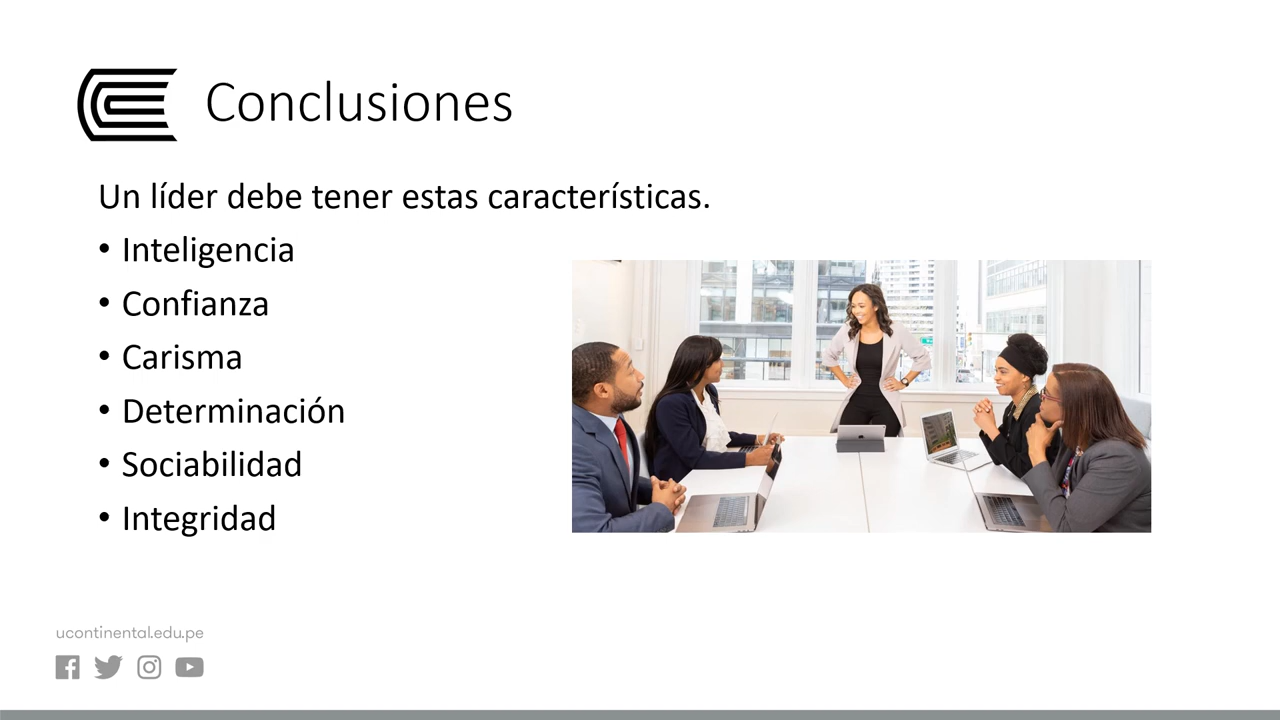 Conclusiones
Un líder debe tener estas características.
• Inteligencia
• Confianza
• Carisma
• Determinación
• Sociabilidad
• Integridad
ucontinental.edu.pe